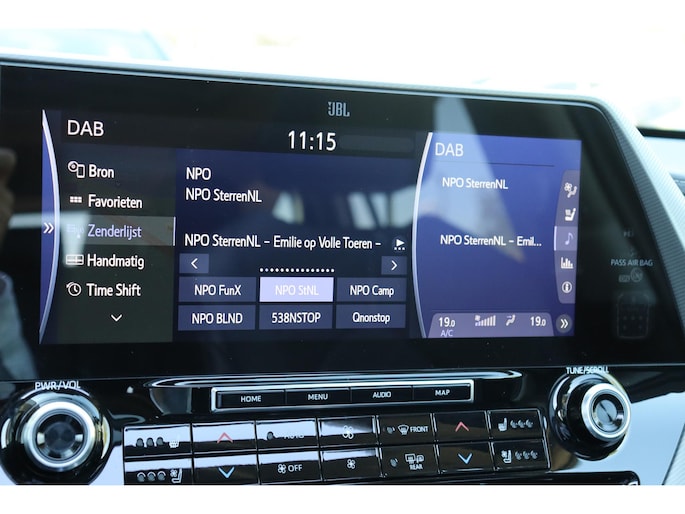 JBL
DAB
11:15
DAB
Bron
Favorieten
Zenderlijst
Handmatig
Time Shift
NPO
NPO SterrenNL
NPO SterrenNL – Emilie op Volle Toeren –
NPO FunX
NPO StNL
NPO Camp
NPO BLND
538NSTOP
Qnonstop
NPO SterrenNL
NPO SterrenNL – Emil...
19.0
A/C
19.0
PASS AIR BAG
PWR/VOL
TUNE/SCROLL
HOME
MENU
AUDIO
MAP
AUTO
FRONT
OFF
REAR